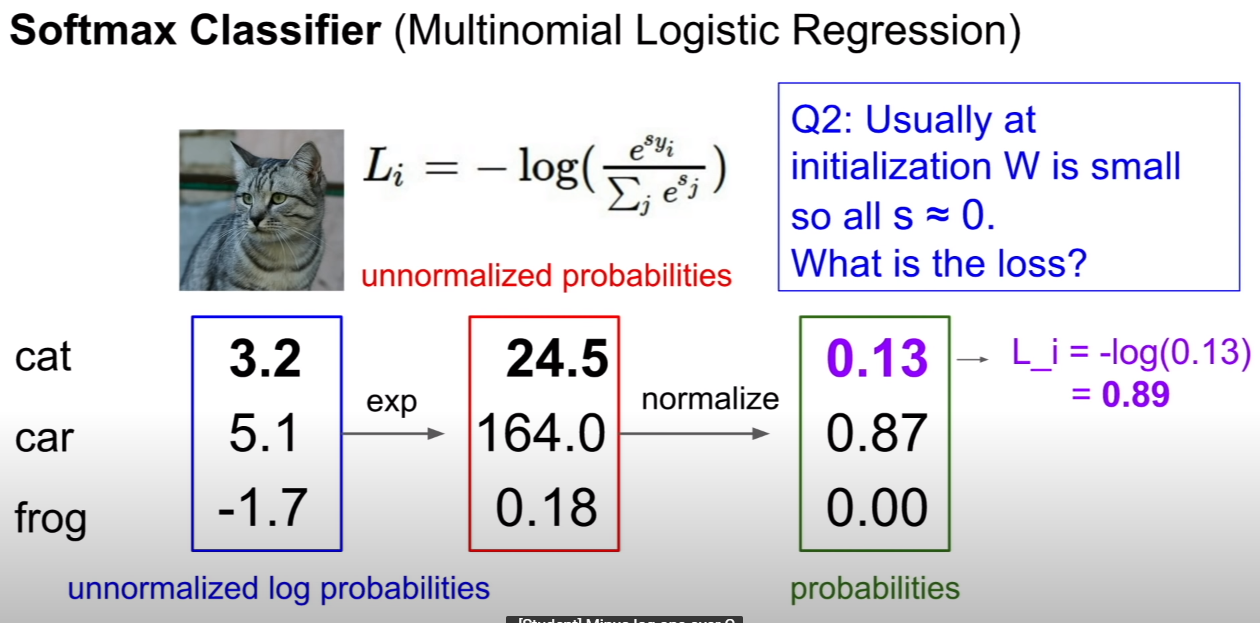 Softmax Classifier (Multinomial Logistic Regression)
L_i = - log( e^{s_{y_i}} / ∑_j e^{s_j} )
Q2: Usually at
initialization W is small
so all s ≈ 0.
What is the loss?
unnormalized probabilities
cat 3.2 24.5 0.13 → L_i = -log(0.13)
= 0.89
exp normalize
car 5.1 164.0 0.87
frog -1.7 0.18 0.00
unnormalized log probabilities probabilities